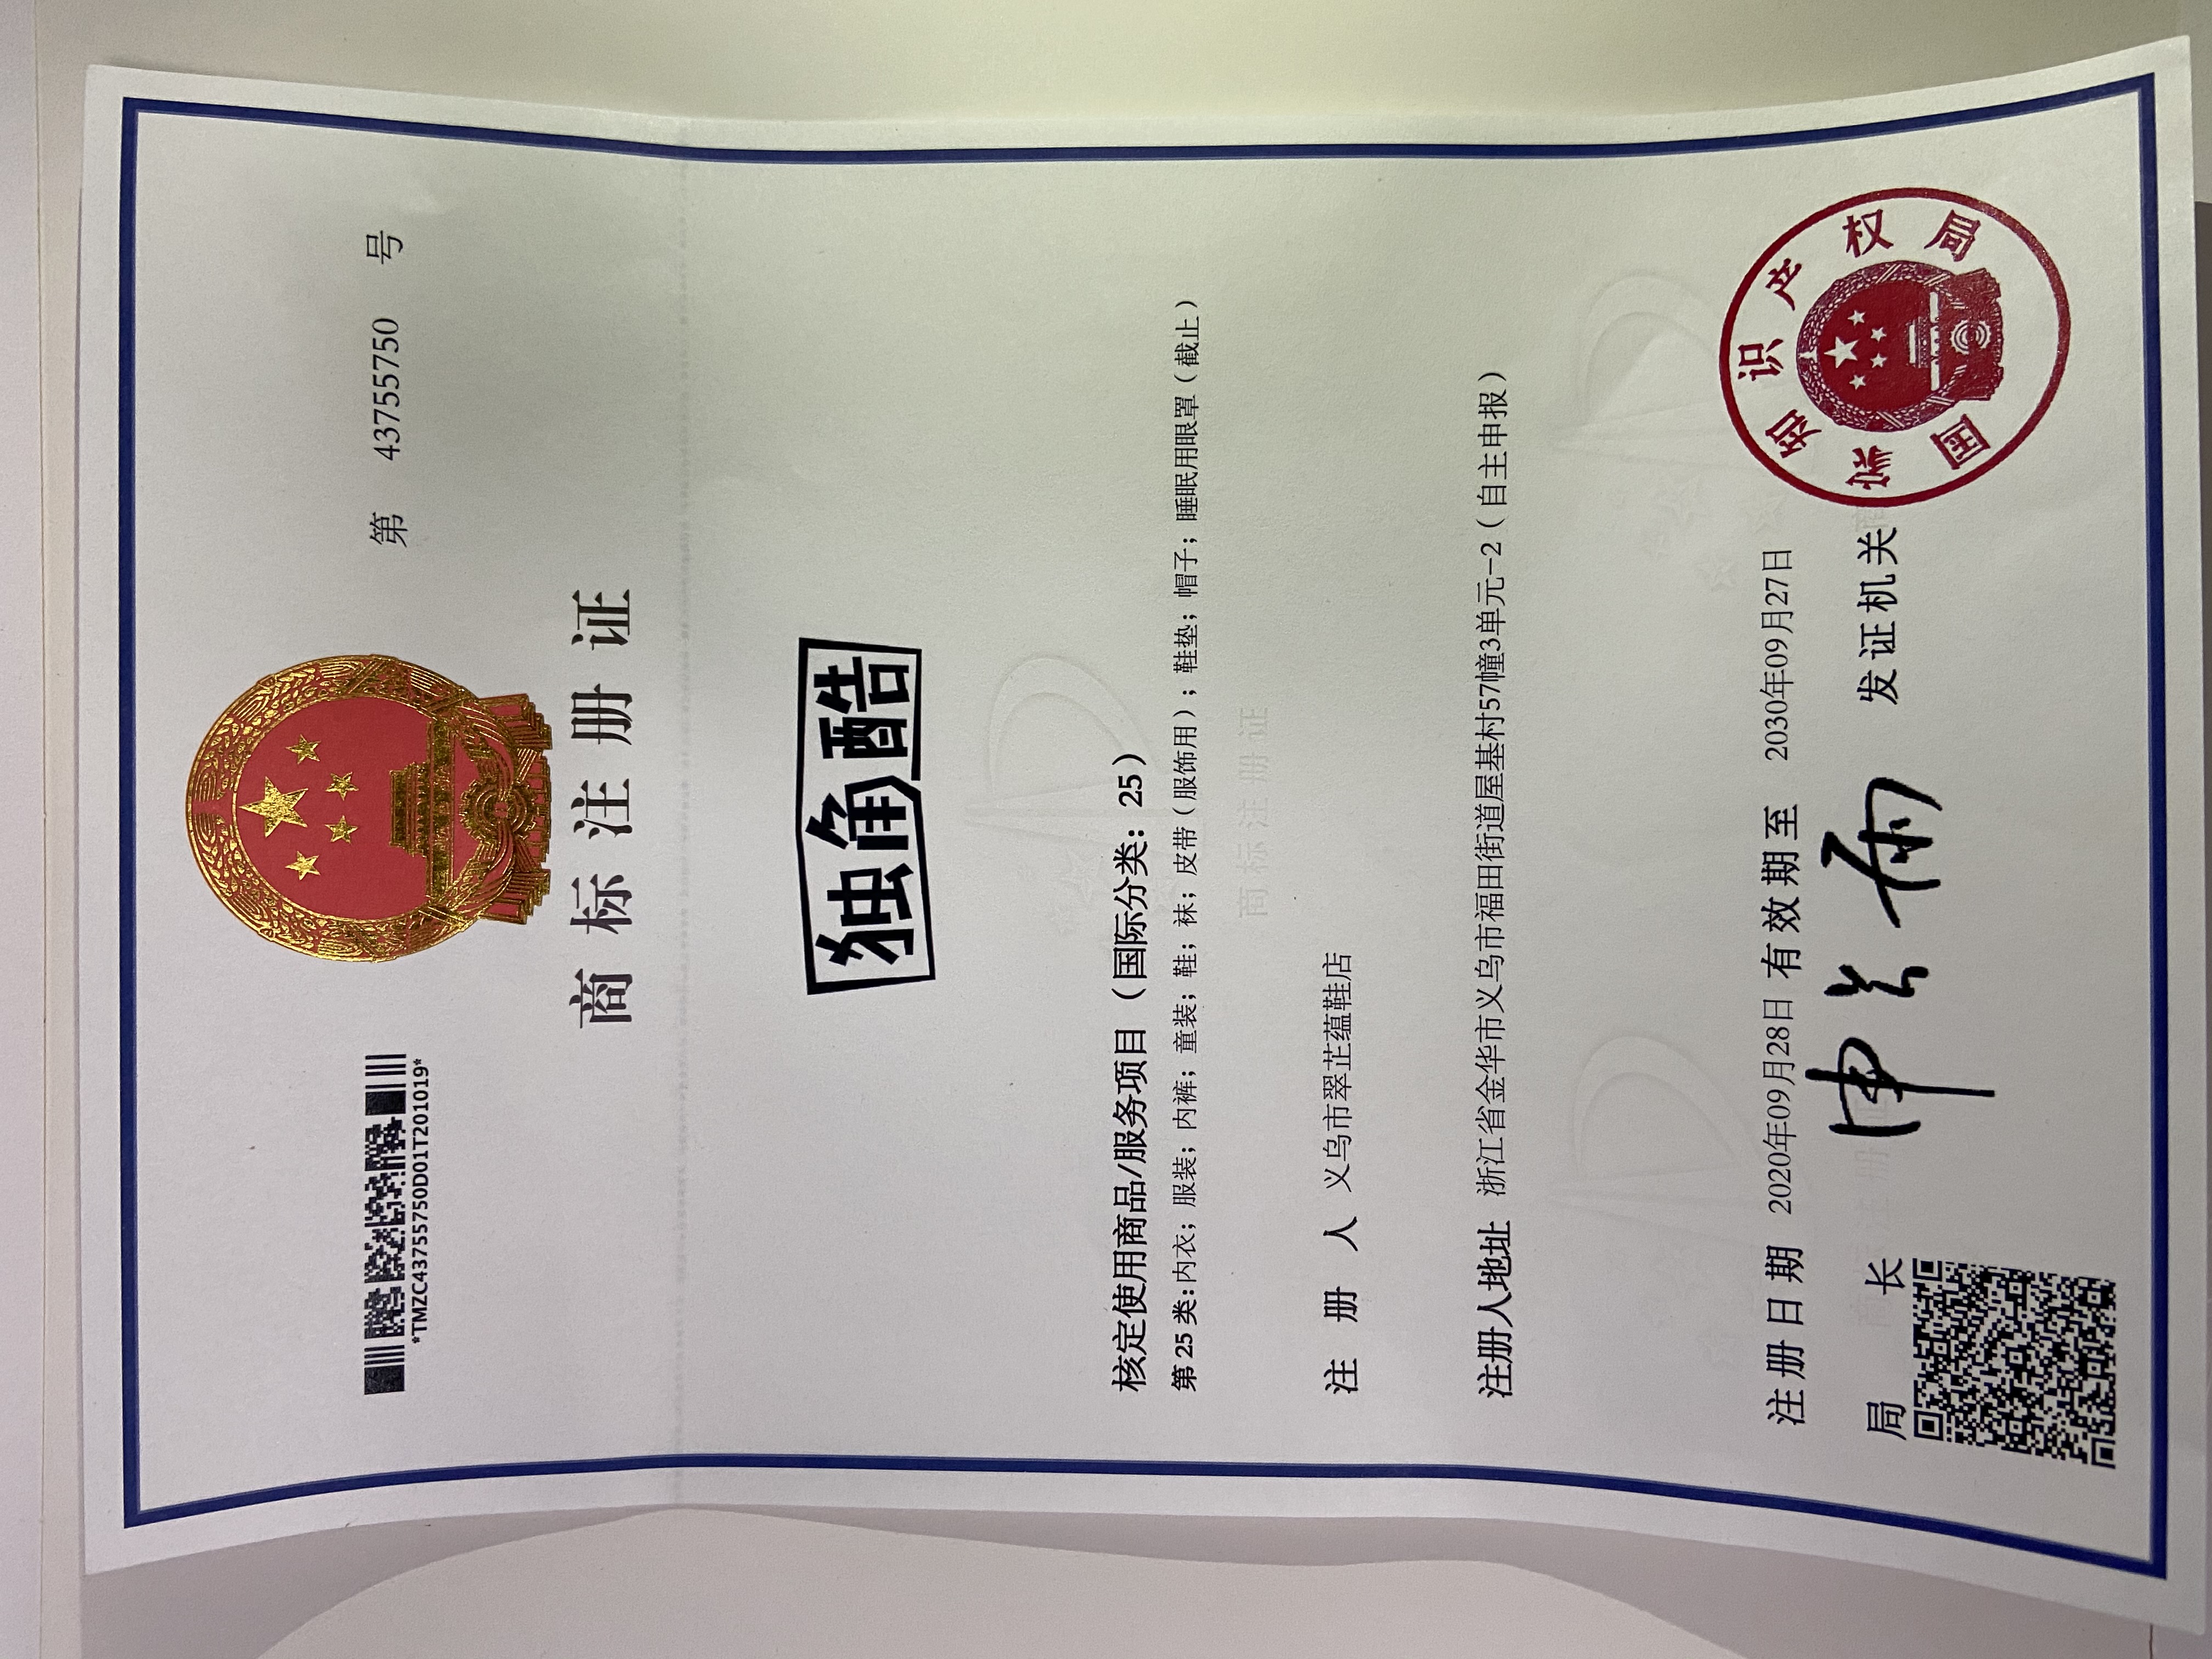 第 43755750 号
*TMZC43755750D01T201019*
商标注册证
独角酷
核定使用商品/服务项目（国际分类：25）
第 25 类:内衣；服装；内裤；童装；鞋；袜；皮带（服饰用）；鞋垫；帽子；睡眠用眼罩（截止）
注册人 义乌市翠芷蕴鞋店
注册人地址 浙江省金华市义乌市福田街道屋基村57幢3单元-2（自主申报）
注册日期 2020年09月28日 有效期至 2030年09月27日
局长 申长雨 发证机关
国家知识产权局
商标注册证